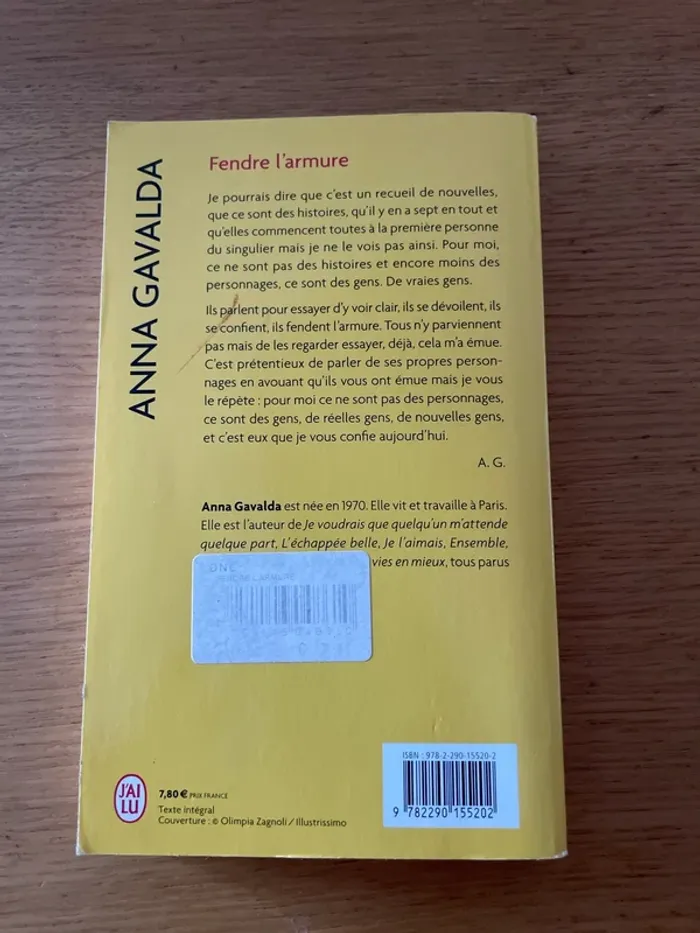 ANNA GAVALDA
Fendre l'armure
Je pourrais dire que c'est un recueil de nouvelles,
que ce sont des histoires, qu'il y en a sept en tout et
qu'elles commencent toutes à la première personne
du singulier mais je ne le vois pas ainsi. Pour moi,
ce ne sont pas des histoires et encore moins des
personnages, ce sont des gens. De vraies gens.
Ils parlent pour essayer d'y voir clair, ils se dévoilent, ils
se confient, ils fendent l'armure. Tous n'y parviennent
pas mais de les regarder essayer, déjà, cela m'a émue.
C'est prétentieux de parler de ses propres person-
nages en avouant qu'ils vous ont émue mais je vous
le répète : pour moi ce ne sont pas des personnages,
ce sont des gens, de réelles gens, de nouvelles gens,
et c'est eux que je vous confie aujourd'hui.
A. G.
Anna Gavalda est née en 1970. Elle vit et travaille à Paris.
Elle est l'auteur de Je voudrais que quelqu'un m'attende
quelque part, L'échappée belle, Je l'aimais, Ensemble,
vies en mieux, tous parus
L'ARMURE
ISBN : 978-2-290-15520-2
9 782290 155202
J'AI
LU
7,80 € PRIX FRANCE
Texte intégral
Couverture : © Olimpia Zagnoli / Illustrissimo